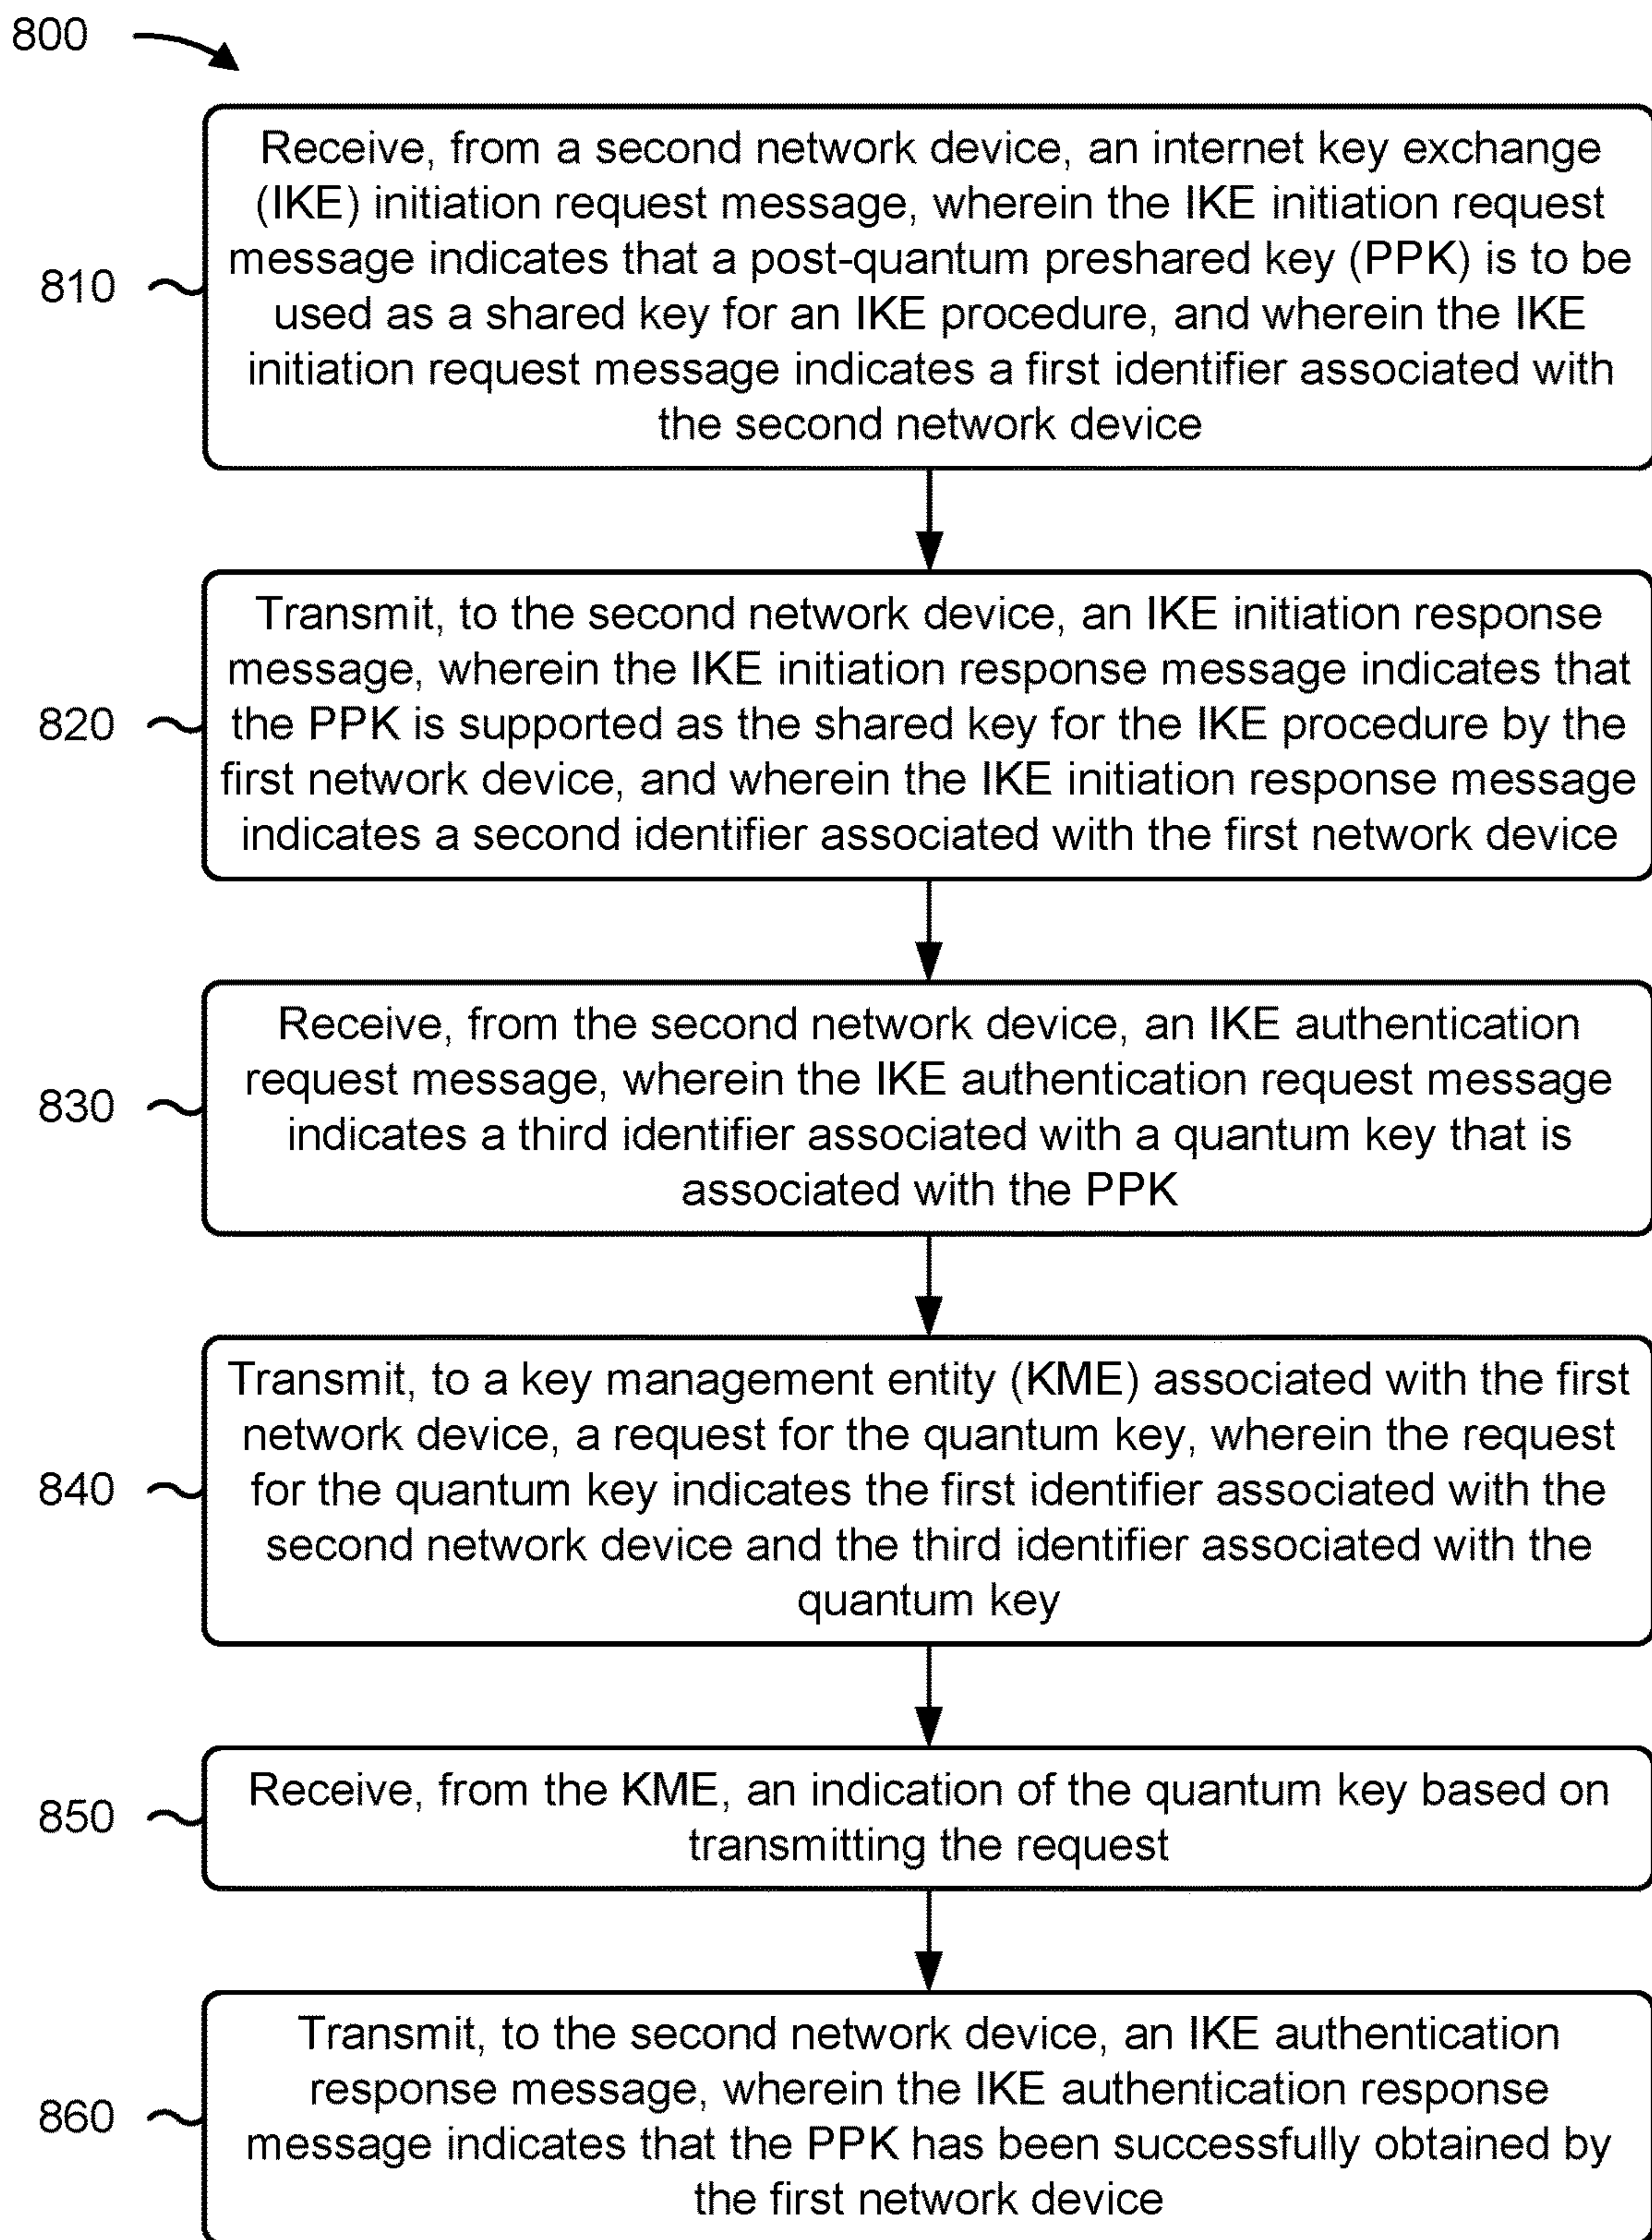 800
Receive, from a second network device, an internet key exchange
(IKE) initiation request message, wherein the IKE initiation request
message indicates that a post-quantum preshared key (PPK) is to be
used as a shared key for an IKE procedure, and wherein the IKE
initiation request message indicates a first identifier associated with
the second network device
810
Transmit, to the second network device, an IKE initiation response
message, wherein the IKE initiation response message indicates that
the PPK is supported as the shared key for the IKE procedure by the
first network device, and wherein the IKE initiation response message
indicates a second identifier associated with the first network device
820
Receive, from the second network device, an IKE authentication
request message, wherein the IKE authentication request message
indicates a third identifier associated with a quantum key that is
associated with the PPK
830
Transmit, to a key management entity (KME) associated with the first
network device, a request for the quantum key, wherein the request
for the quantum key indicates the first identifier associated with the
second network device and the third identifier associated with the
quantum key
840
Receive, from the KME, an indication of the quantum key based on
transmitting the request
850
Transmit, to the second network device, an IKE authentication
response message, wherein the IKE authentication response
message indicates that the PPK has been successfully obtained by
the first network device
860